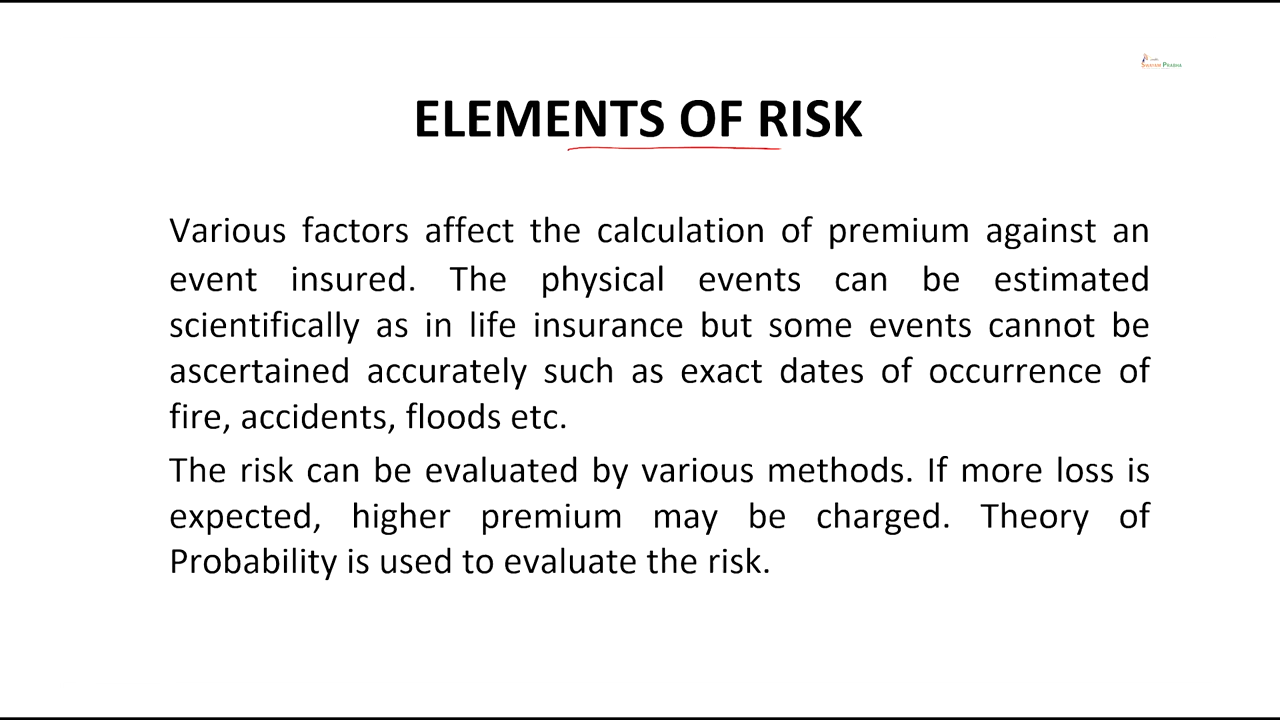 SWAYAM PRABHA
ELEMENTS OF RISK
Various factors affect the calculation of premium against an
event insured. The physical events can be estimated
scientifically as in life insurance but some events cannot be
ascertained accurately such as exact dates of occurrence of
fire, accidents, floods etc.
The risk can be evaluated by various methods. If more loss is
expected, higher premium may be charged. Theory of
Probability is used to evaluate the risk.